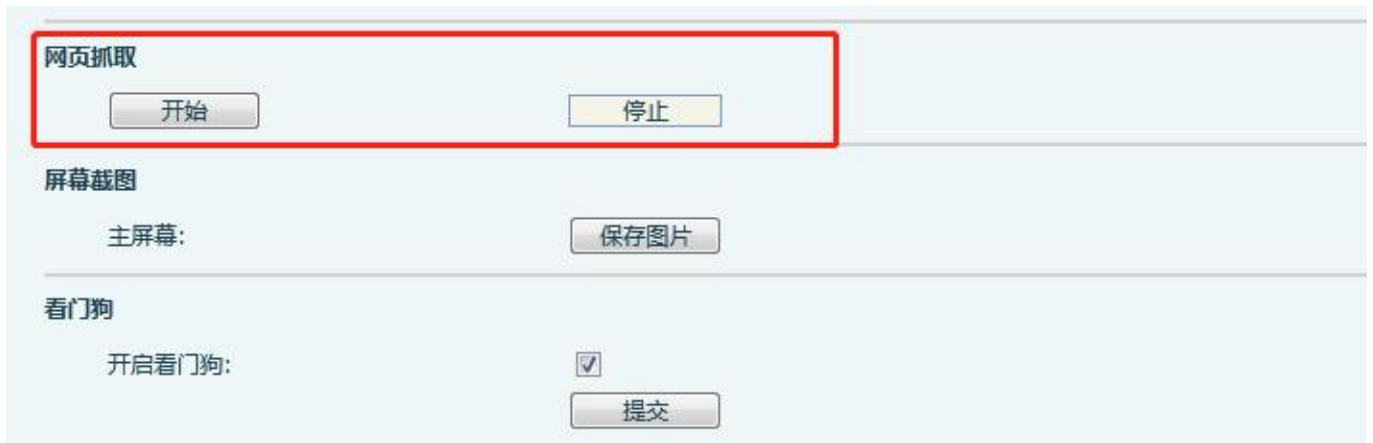 网页抓取
开始 停止
屏幕截图
主屏幕: 保存图片
看门狗
开启看门狗:
提交